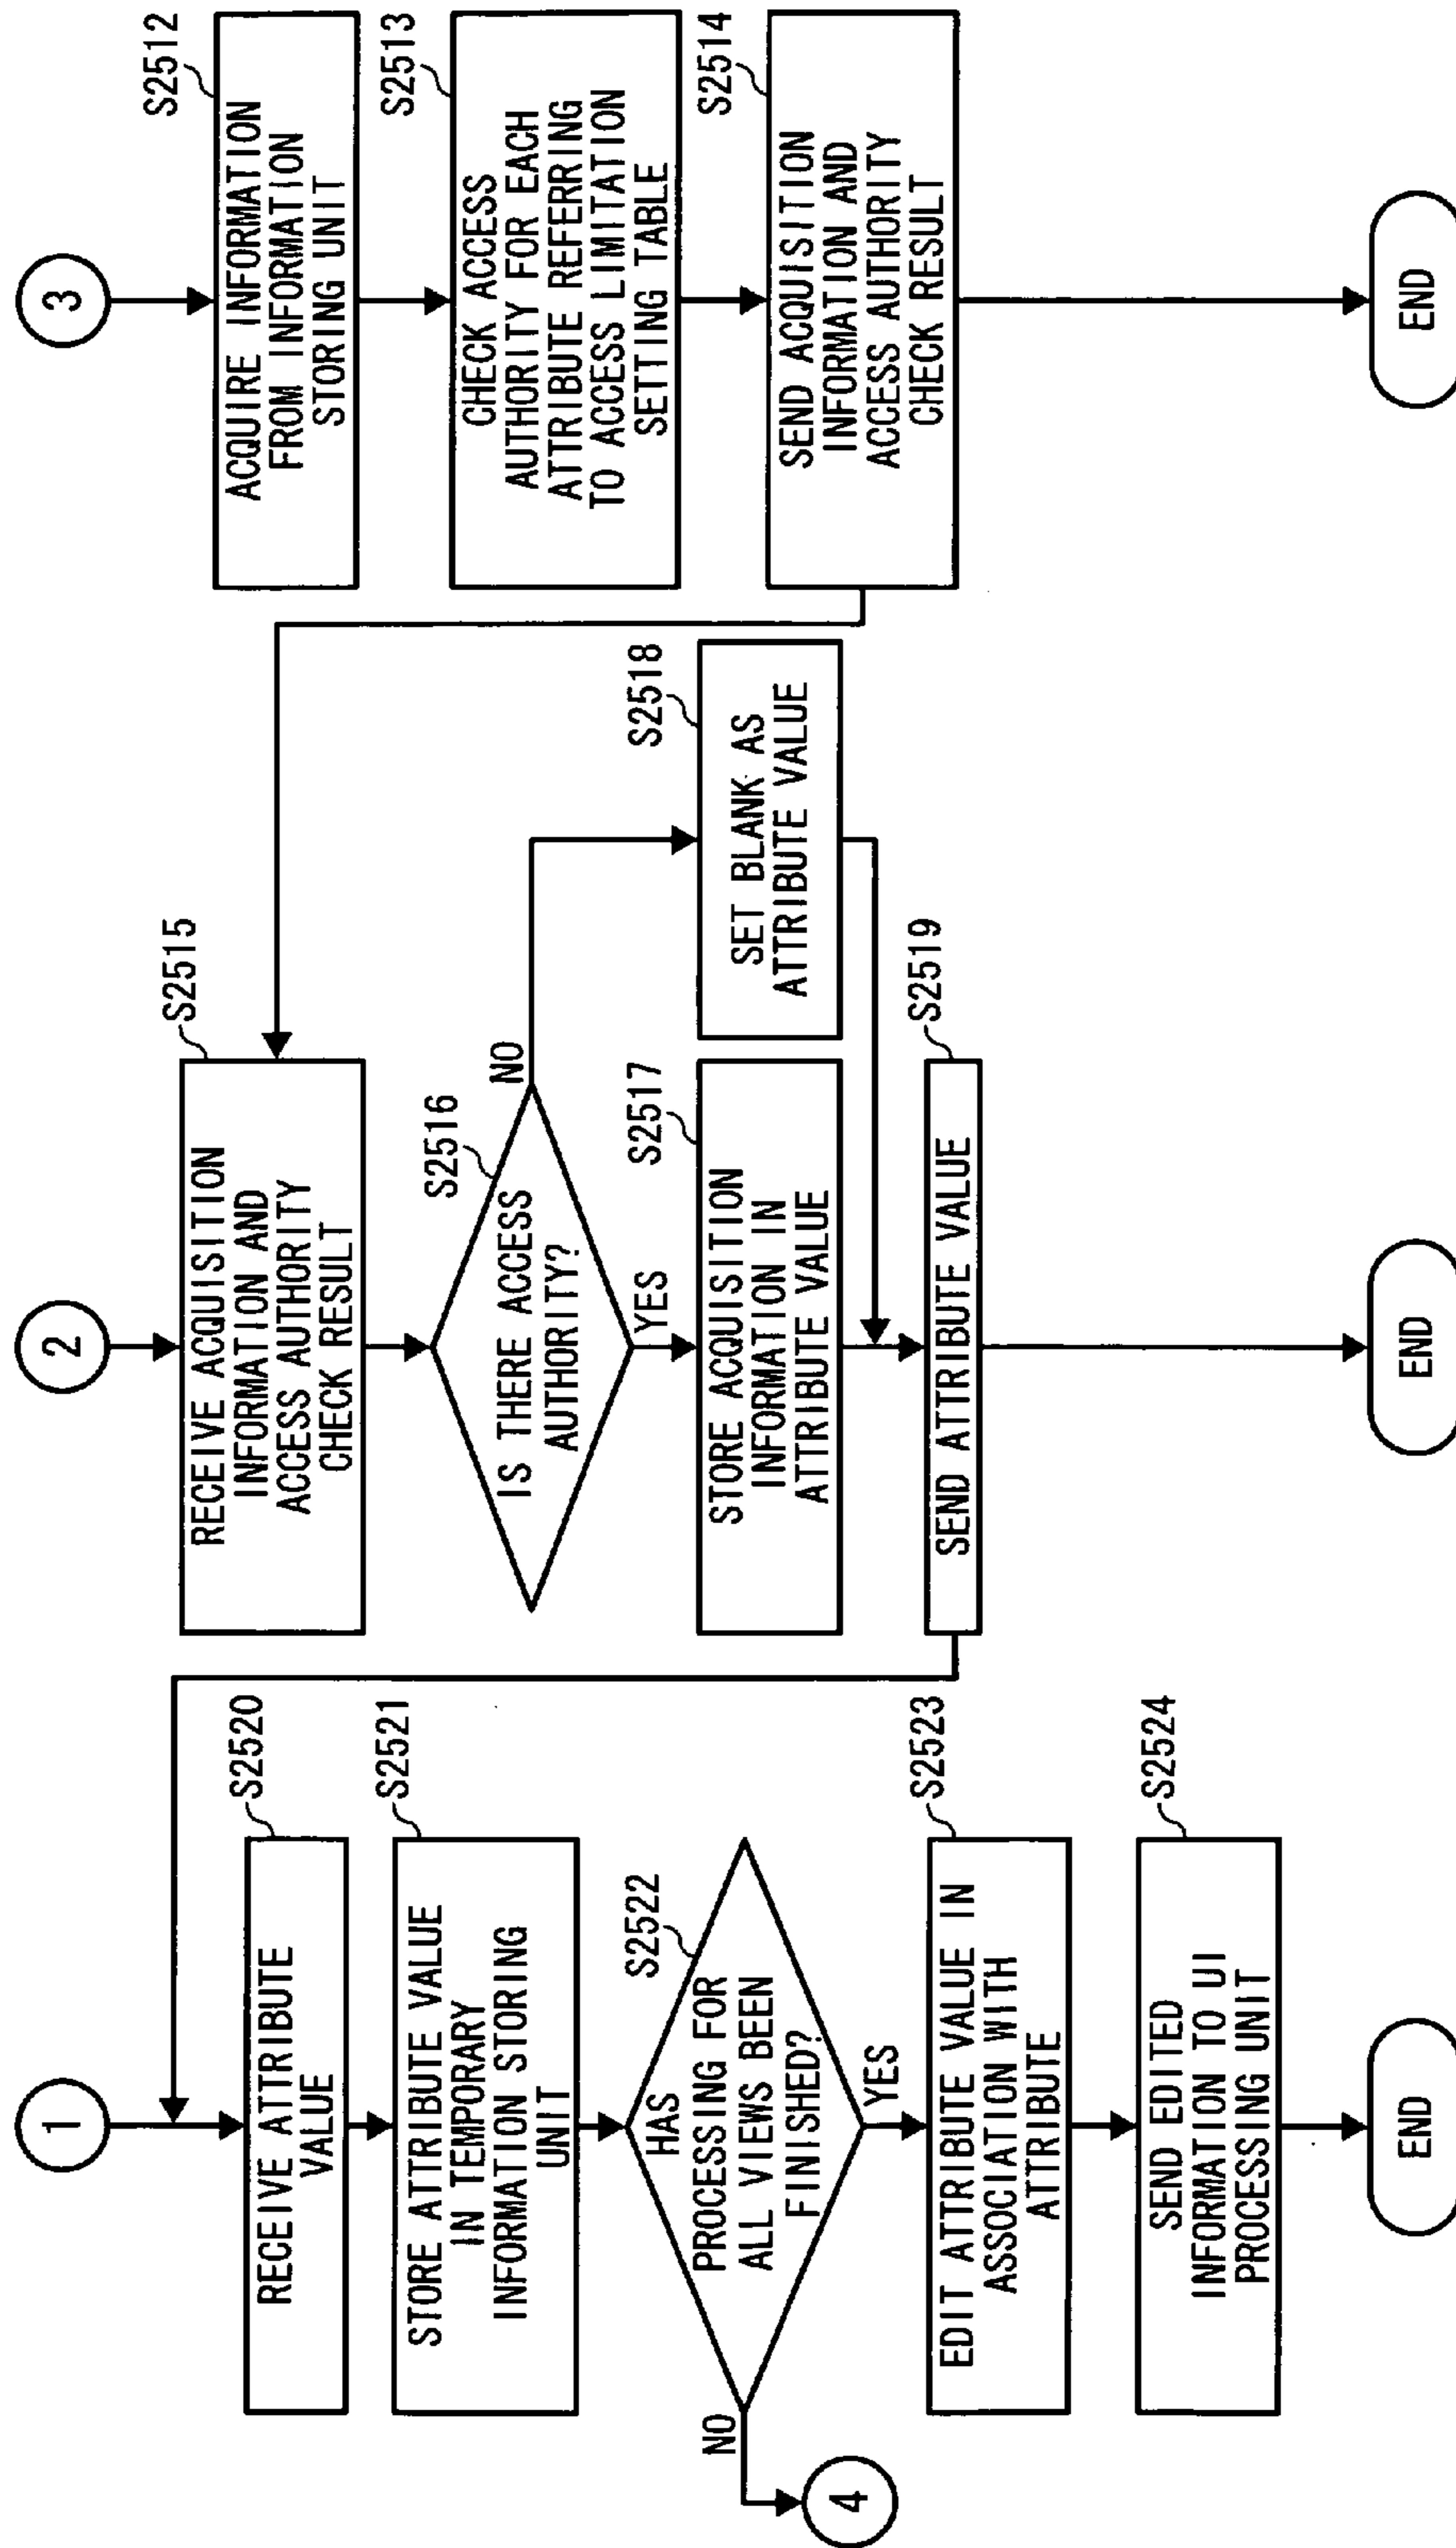 1
RECEIVE ATTRIBUTE
VALUE
S2520
STORE ATTRIBUTE VALUE
IN TEMPORARY
INFORMATION STORING
UNIT
S2521
HAS
PROCESSING FOR
ALL VIEWS BEEN
FINISHED?
S2522
NO
4
YES
EDIT ATTRIBUTE VALUE IN
ASSOCIATION WITH
ATTRIBUTE
S2523
SEND EDITED
INFORMATION TO UI
PROCESSING UNIT
S2524
END
2
RECEIVE ACQUISITION
INFORMATION AND
ACCESS AUTHORITY
CHECK RESULT
S2515
IS THERE ACCESS
AUTHORITY?
S2516
NO
YES
STORE ACQUISITION
INFORMATION IN
ATTRIBUTE VALUE
S2517
SET BLANK AS
ATTRIBUTE VALUE
S2518
SEND ATTRIBUTE VALUE
S2519
END
3
ACQUIRE INFORMATION
FROM INFORMATION
STORING UNIT
S2512
CHECK ACCESS
AUTHORITY FOR EACH
ATTRIBUTE REFERRING
TO ACCESS LIMITATION
SETTING TABLE
S2513
SEND ACQUISITION
INFORMATION AND
ACCESS AUTHORITY
CHECK RESULT
S2514
END